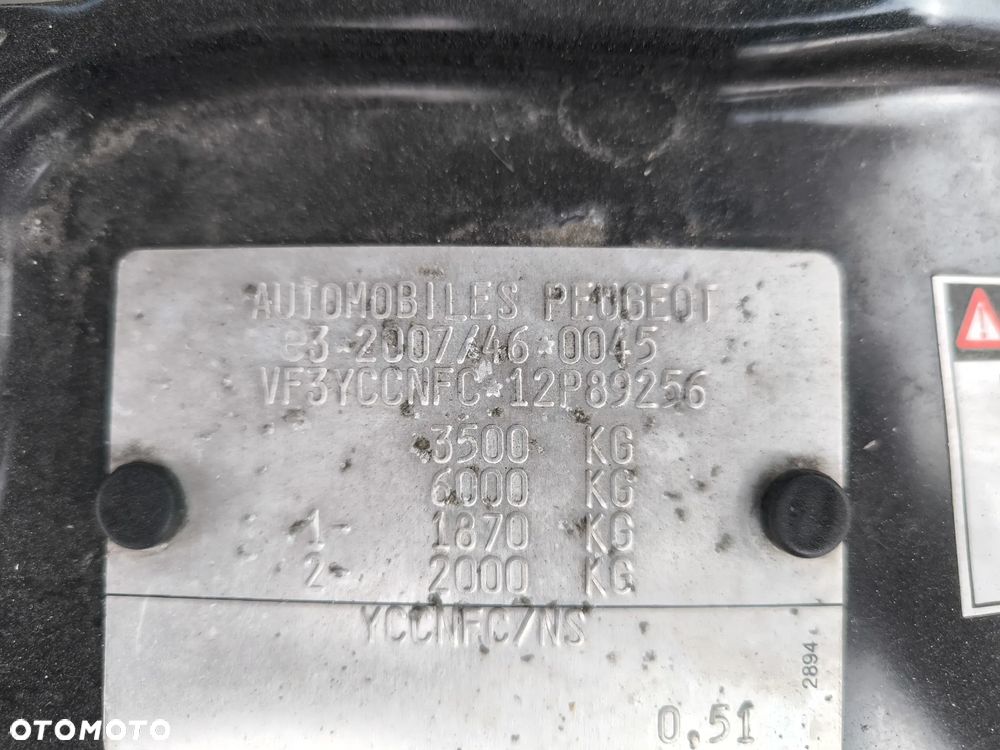 AUTOMOBILES PEUGEOT
e3*2007/46*0045
VF3YCCNFC*12P89256
3500 KG
6000 KG
1- 1870 KG
2- 2000 KG
YCCNFC/NS
2894
0,51
OTOMOTO